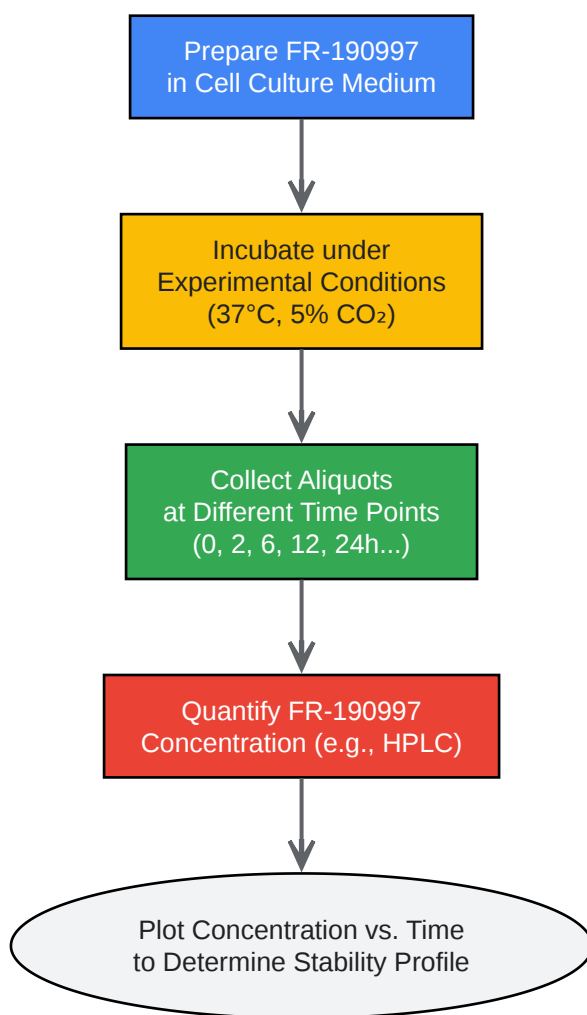 Prepare FR-190997
in Cell Culture Medium
Incubate under
Experimental Conditions
(37°C, 5% CO₂)
Collect Aliquots
at Different Time Points
(0, 2, 6, 12, 24h...)
Quantify FR-190997
Concentration (e.g., HPLC)
Plot Concentration vs. Time
to Determine Stability Profile